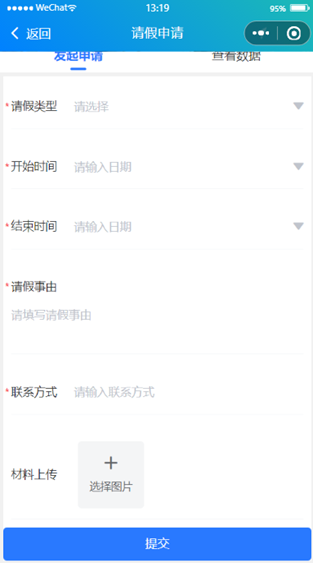 ●●●●● WeChat 13:19 95%
返回 请假申请
发起申请 查看数据
* 请假类型 请选择
* 开始时间 请输入日期
* 结束时间 请输入日期
* 请假事由
请填写请假事由
* 联系方式 请输入联系方式
材料上传
选择图片
提交